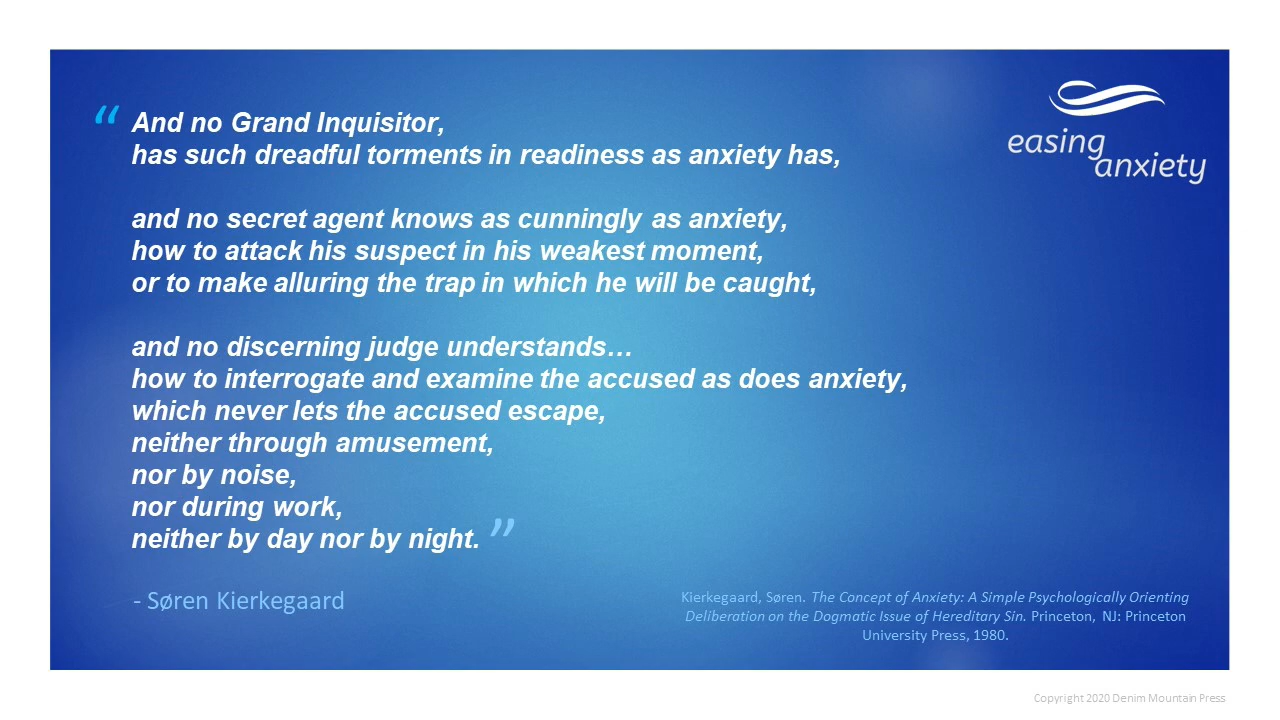 “ And no Grand Inquisitor,
has such dreadful torments in readiness as anxiety has,
and no secret agent knows as cunningly as anxiety,
how to attack his suspect in his weakest moment,
or to make alluring the trap in which he will be caught,
and no discerning judge understands…
how to interrogate and examine the accused as does anxiety,
which never lets the accused escape,
neither through amusement,
nor by noise,
nor during work,
neither by day nor by night. ”
- Søren Kierkegaard
easing
anxiety
Kierkegaard, Søren. The Concept of Anxiety: A Simple Psychologically Orienting
Deliberation on the Dogmatic Issue of Hereditary Sin. Princeton, NJ: Princeton
University Press, 1980.
Copyright 2020 Denim Mountain Press